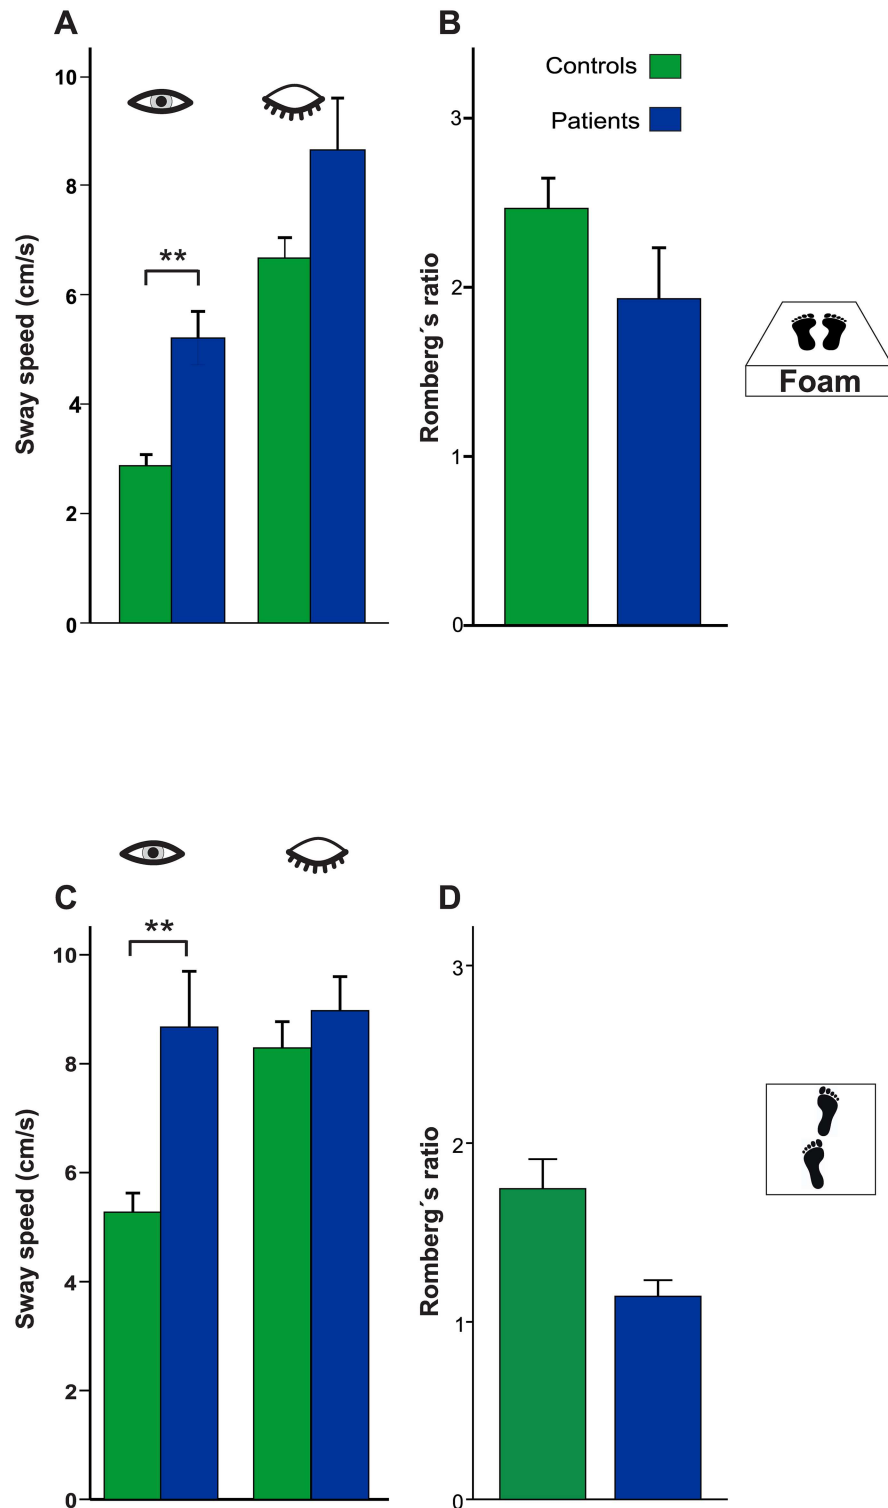 A
B
Controls
Patients
10
8
6
4
2
0
Sway speed (cm/s)
**
3
2
1
0
Romberg´s ratio
Foam
C
D
10
8
6
4
2
0
Sway speed (cm/s)
**
3
2
1
0
Romberg´s ratio